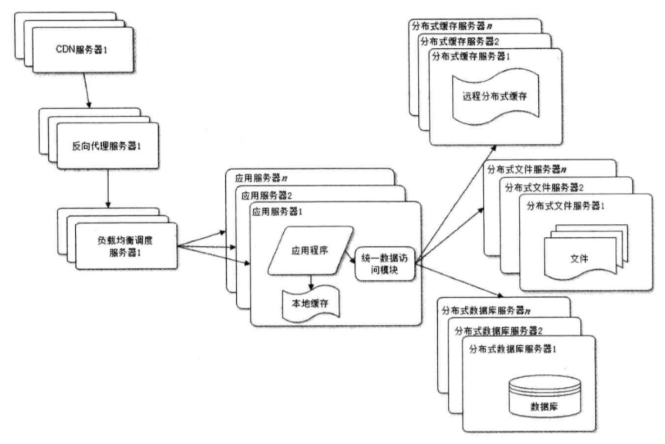 CDN服务器1
反向代理服务器1
负载均衡调度
服务器1
应用服务器n
应用服务器2
应用服务器1
应用程序
统一数据访
问模块
本地缓存
分布式缓存服务器n
分布式缓存服务器2
分布式缓存服务器1
远程分布式缓存
分布式文件服务器n
分布式文件服务器2
分布式文件服务器1
文件
分布式数据库服务器n
分布式数据库服务器2
分布式数据库服务器1
数据库